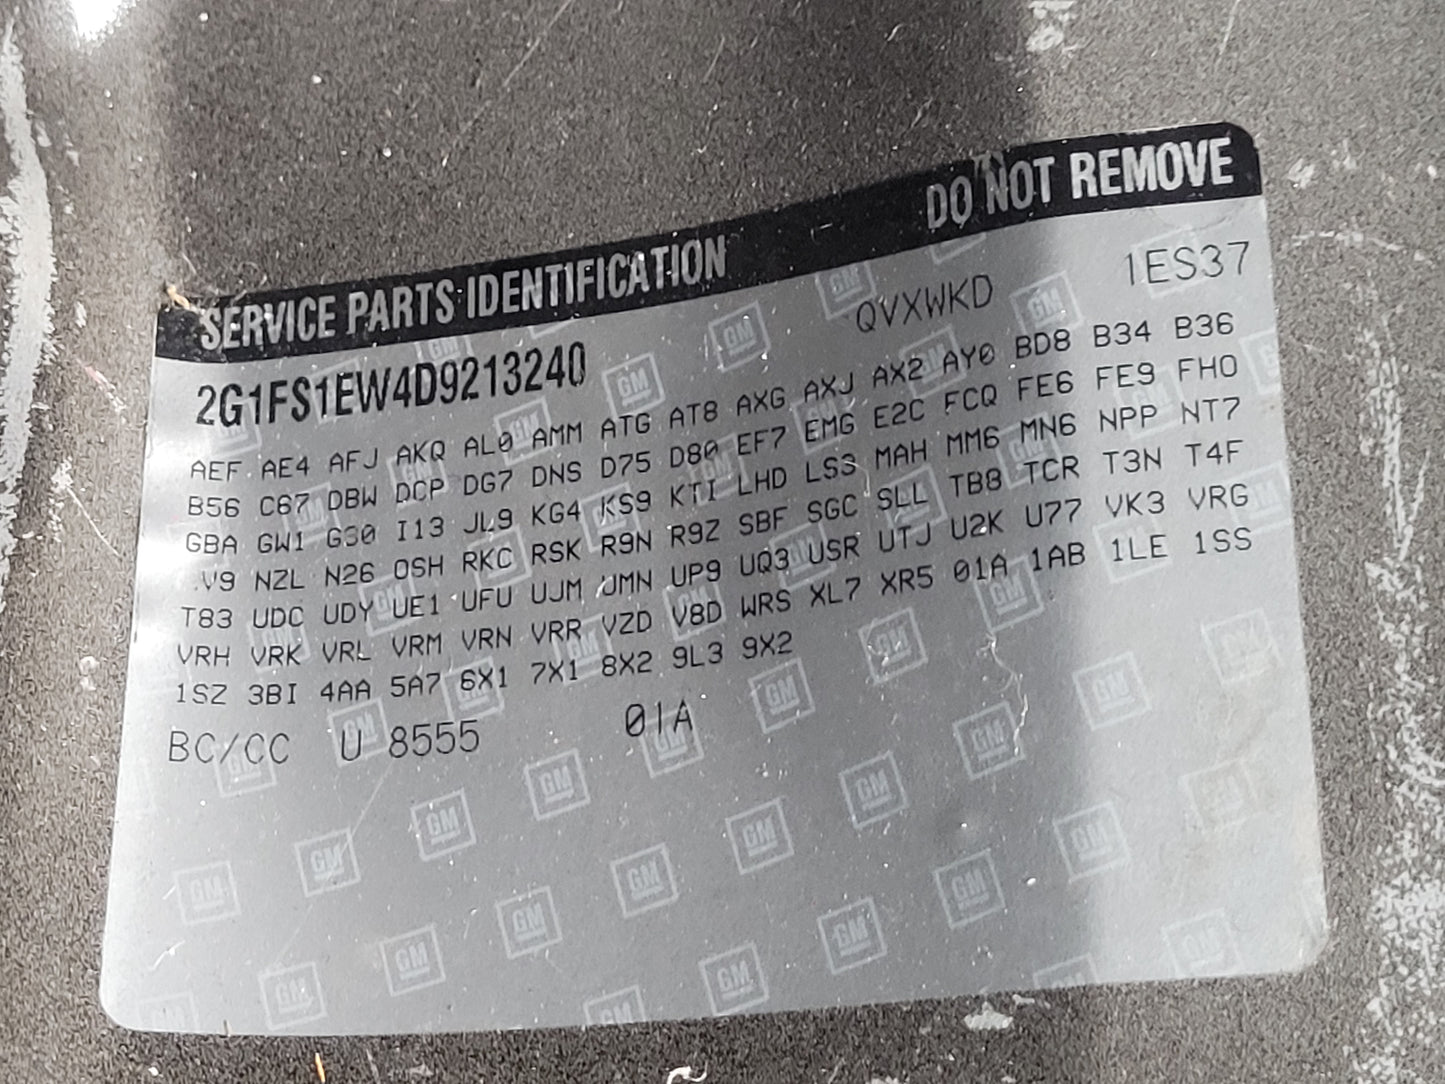 SERVICE PARTS IDENTIFICATION DO NOT REMOVE
2G1FS1EW4D9213240 QVXWKD 1ES37
AEF AE4 AFJ AKQ AL0 AMM ATG AT8 AXG AXJ AX2 AY0 BD8 B34 B36
B56 C67 DBW DCP DG7 DNS D75 D80 EF7 EMG E2C FCQ FE6 FE9 FHO
GBA GW1 G30 I13 JL9 KG4 KS9 KTI LHD LS3 MAH MM6 MN6 NPP NT7
V9 NZL N26 OSH RKC RSK R9N R9Z SBF SGC SLL TB8 TCR T3N T4F
T83 UDC UDY UE1 UFU UJM UMN UP9 UQ3 USR UTJ U2K U77 VK3 VRG
VRH VRK VRL VRM VRN VRR VZD V8D WRS XL7 XR5 01A 1AB 1LE 1SS
1SZ 3BI 4AA 5A7 6X1 7X1 8X2 9L3 9X2
BC/CC U 8555 01A